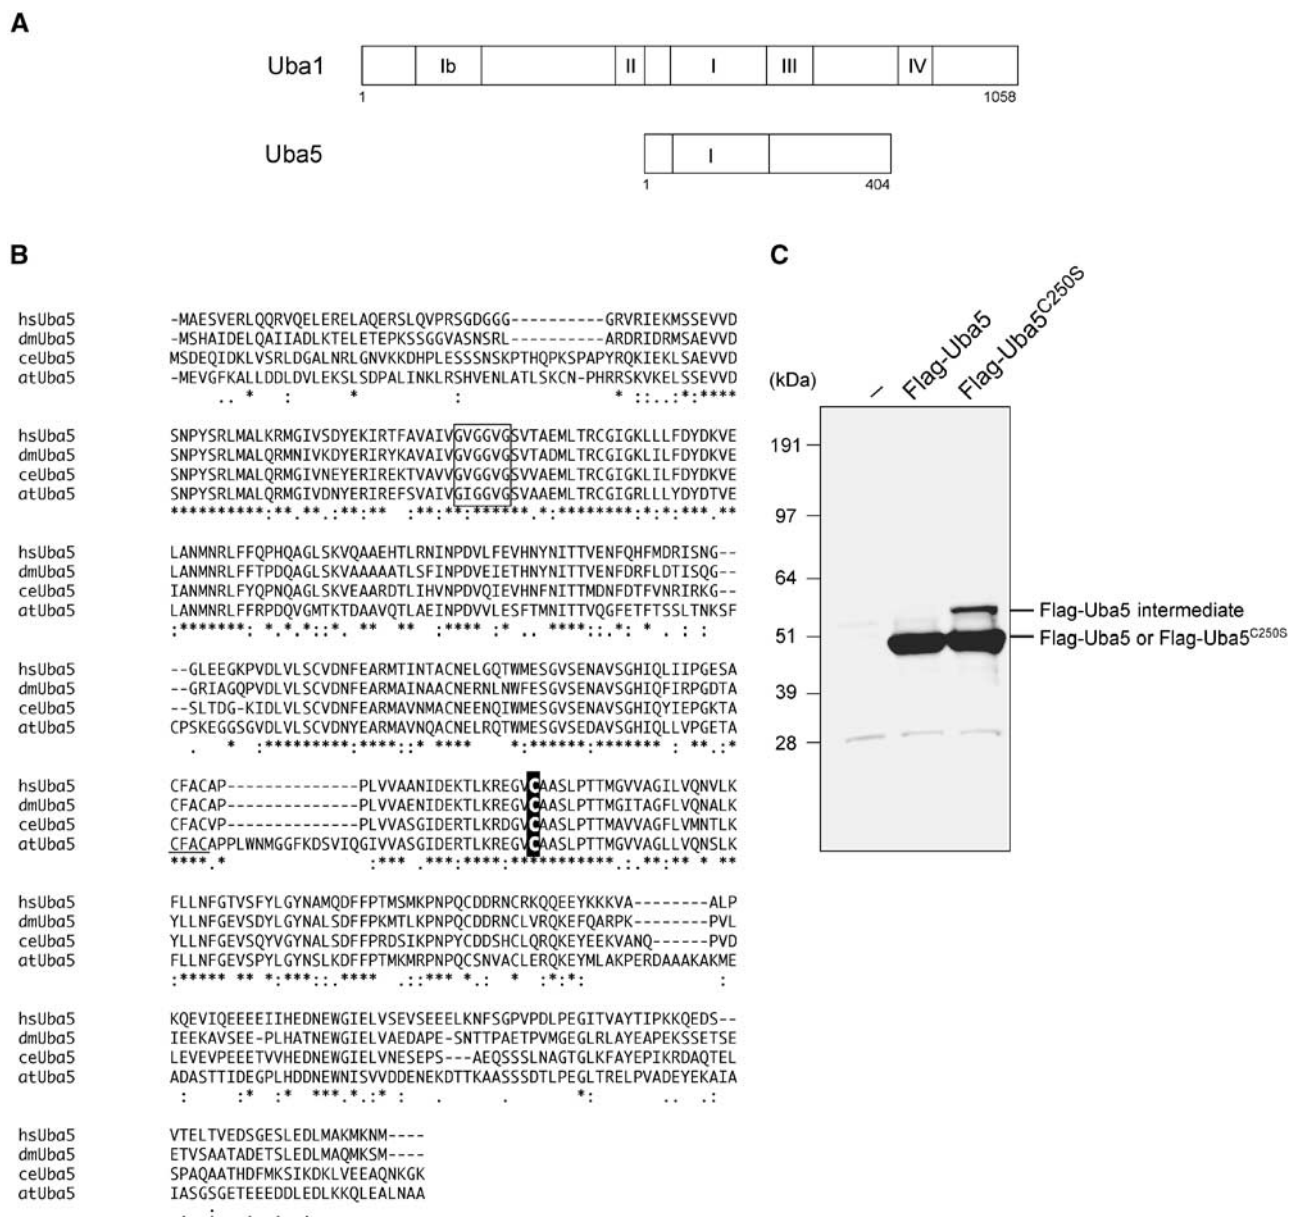 A
Uba1
Ib
II
I
III
IV
1
1058
Uba5
I
1
404
B
hsUba5 -MAESVERLQQRVQELERELAQERSLQVPRSGDGGG----------GRVRIEKMSSEVVD
dmUba5 -MSHAIDELQAIIADLKTELETEPKSSGGVASNSRL----------ARDRIDRMSAEVVD
ceUba5 MSDEQIDKLVSRLDGALNRLGNVKKDHPLESSSNSKPTHQPKSPAPYRQKIEKLSAEVVD
atUba5 -MEVGFKALLDDLDVLEKSLSDPALINKLRSHVENLATLSKCN-PHRRSKVKELSSEVVD
hsUba5 SNPYSRLMALKRMGIVSDYEKIRTFAVAIVGVGGVGSVTAEMLTRCGIGKLLLFDYDKVE
dmUba5 SNPYSRLMALQRMNIVKDYERIRYKAVAIVGVGGVGSVTADMLTRCGIGKLILFDYDKVE
ceUba5 SNPYSRLMALQRMGIVNEYERIREKTVAVVGVGGVGSVVAEMLTRCGIGKLILFDYDKVE
atUba5 SNPYSRLMALQRMGIVDNYERIREFSVAIVGIGGVGSVAAEMLTRCGIGRLLLYDYDTVE
hsUba5 LANMNRLFFQPHQAGLSKVQAAEHTLRNINPDVLFEVHNYNITTVENFQHFMDRISNG--
dmUba5 LANMNRLFFTPDQAGLSKVAAAAATLSFINPDVEIETHNYNITTVENFDRFLDTISQG--
ceUba5 IANMNRLFYQPNQAGLSKVEAARDTLIHVNPDVQIEVHNFNITTMDNFDTFVNRIRKG--
atUba5 LANMNRLFFRPDQVGMTKTDAAVQTLAEINPDVVLESFTMNITTVQGFETFTSSLTNKSF
hsUba5 --GLEEGKPVDLVLSCVDNFEARMTINTACNELGQTWMESGVSENAVSGHIQLIIPGESA
dmUba5 --GRIAGQPVDLVLSCVDNFEARMAINAACNERNLNWFESGVSENAVSGHIQFIRPGDTA
ceUba5 --SLTDG-KIDLVLSCVDNFEARMAVNMACNEENQIWMESGVSENAVSGHIQYIEPGKTA
atUba5 CPSKEGGSGVDLVLSCVDNYEARMAVNQACNELRQTWMESGVSEDAVSGHIQLLVPGETA
hsUba5 CFACAP--------------PLVVAANIDEKTLKREGVCAASLPTTMGVVAGILVQNVLK
dmUba5 CFACAP--------------PLVVAENIDEKTLKREGVCAASLPTTMGITAGFLVQNALK
ceUba5 CFACVP--------------PLVVASGIDERTLKRDGVCAASLPTTMAVVAGFLVMNTLK
atUba5 CFACAPPLWNMGGFKDSVIQGIVVASGIDERTLKREGVCAASLPTTMGVVAGLLVQNSLK
hsUba5 FLLNFGTVSFYLGYNAMQDFFPTMSMKPNPQCDDRNCRKQQEEYKKKVA--------ALP
dmUba5 YLLNFGEVSDYLGYNALSDFFPKMTLKPNPQCDDRNCLVRQKEFQARPK--------PVL
ceUba5 YLLNFGEVSQYVGYNALSDFFPRDSIKPNPYCDDSHCLQRQKEYEEKVANQ------PVD
atUba5 FLLNFGEVSPYLGYNSLKDFFPTMKMRPNPQCSNVACLERQKEYMLAKPERDAAAKAKME
hsUba5 KQEVIQEEEEIIHEDNEWGIELVSEVSEEELKNFSGPVPDLPEGITVAYTIPKKQEDS--
dmUba5 IEEKAVSEE-PLHATNEWGIELVAEDAPE-SNTTPAETPVMGEGLRLAYEAPEKSSETSE
ceUba5 LEVEVPEEETVVHEDNEWGIELVNESEPS---AEQSSSLNAGTGLKFAYEPIKRDAQTEL
atUba5 ADASTTIDEGPLHDDNEWNISVVDDENEKDTTKAASSSDTLPEGLTRELPVADEYEKAIA
hsUba5 VTELTVEDSGESLEDLMAKMKNM----
dmUba5 ETVSAATADETSLEDLMAQMKSM----
ceUba5 SPAQAATHDFMKSIKDKLVEEAQNKGK
atUba5 IASGSGETEEEDDLEDLKKQLEALNAA
C
(kDa)
–
Flag-Uba5
Flag-Uba5C250S
191
97
64
51
39
28
Flag-Uba5 intermediate
Flag-Uba5 or Flag-Uba5C250S